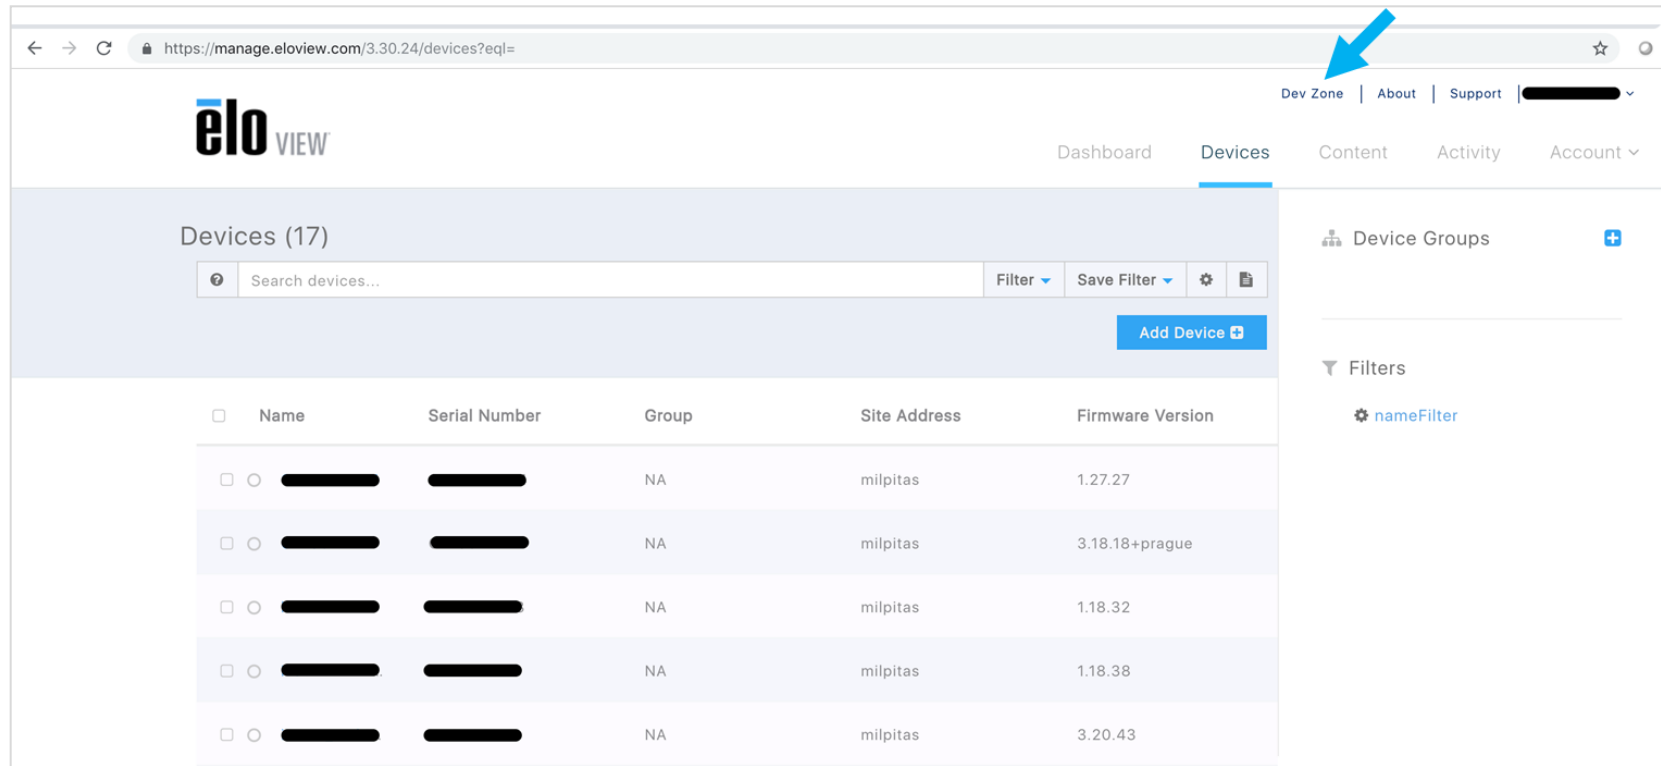 https://manage.eloview.com/3.30.24/devices?eql=
Dev Zone | About | Support |
ēlo VIEW
Dashboard Devices Content Activity Account
Devices (17)
Search devices... Filter Save Filter
Add Device
Device Groups
Filters
nameFilter
Name Serial Number Group Site Address Firmware Version
NA milpitas 1.27.27
NA milpitas 3.18.18+prague
NA milpitas 1.18.32
NA milpitas 1.18.38
NA milpitas 3.20.43